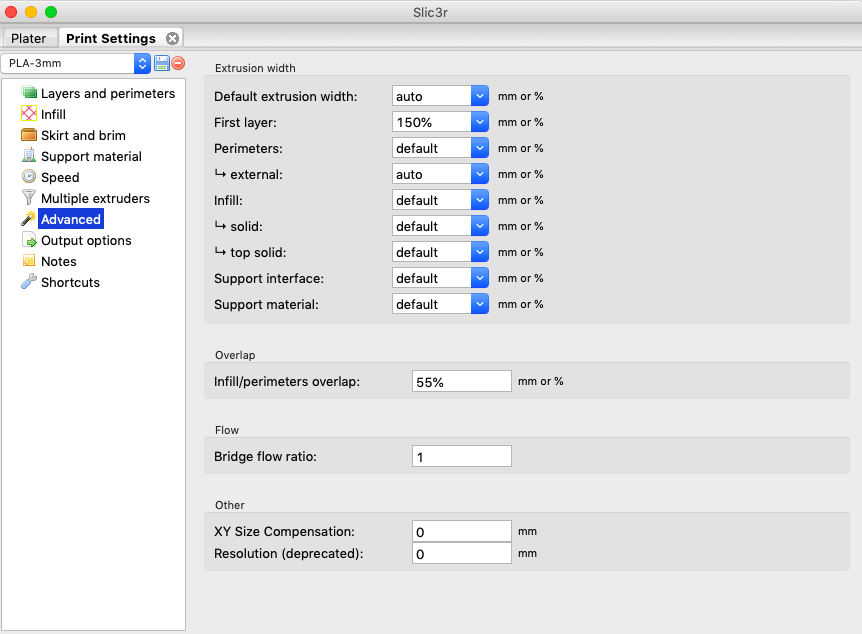 Slic3r
Plater Print Settings
PLA-3mm
Layers and perimeters
Infill
Skirt and brim
Support material
Speed
Multiple extruders
Advanced
Output options
Notes
Shortcuts
Extrusion width
Default extrusion width: auto mm or %
First layer: 150% mm or %
Perimeters: default mm or %
↳ external: auto mm or %
Infill: default mm or %
↳ solid: default mm or %
↳ top solid: default mm or %
Support interface: default mm or %
Support material: default mm or %
Overlap
Infill/perimeters overlap: 55% mm or %
Flow
Bridge flow ratio: 1
Other
XY Size Compensation: 0 mm
Resolution (deprecated): 0 mm